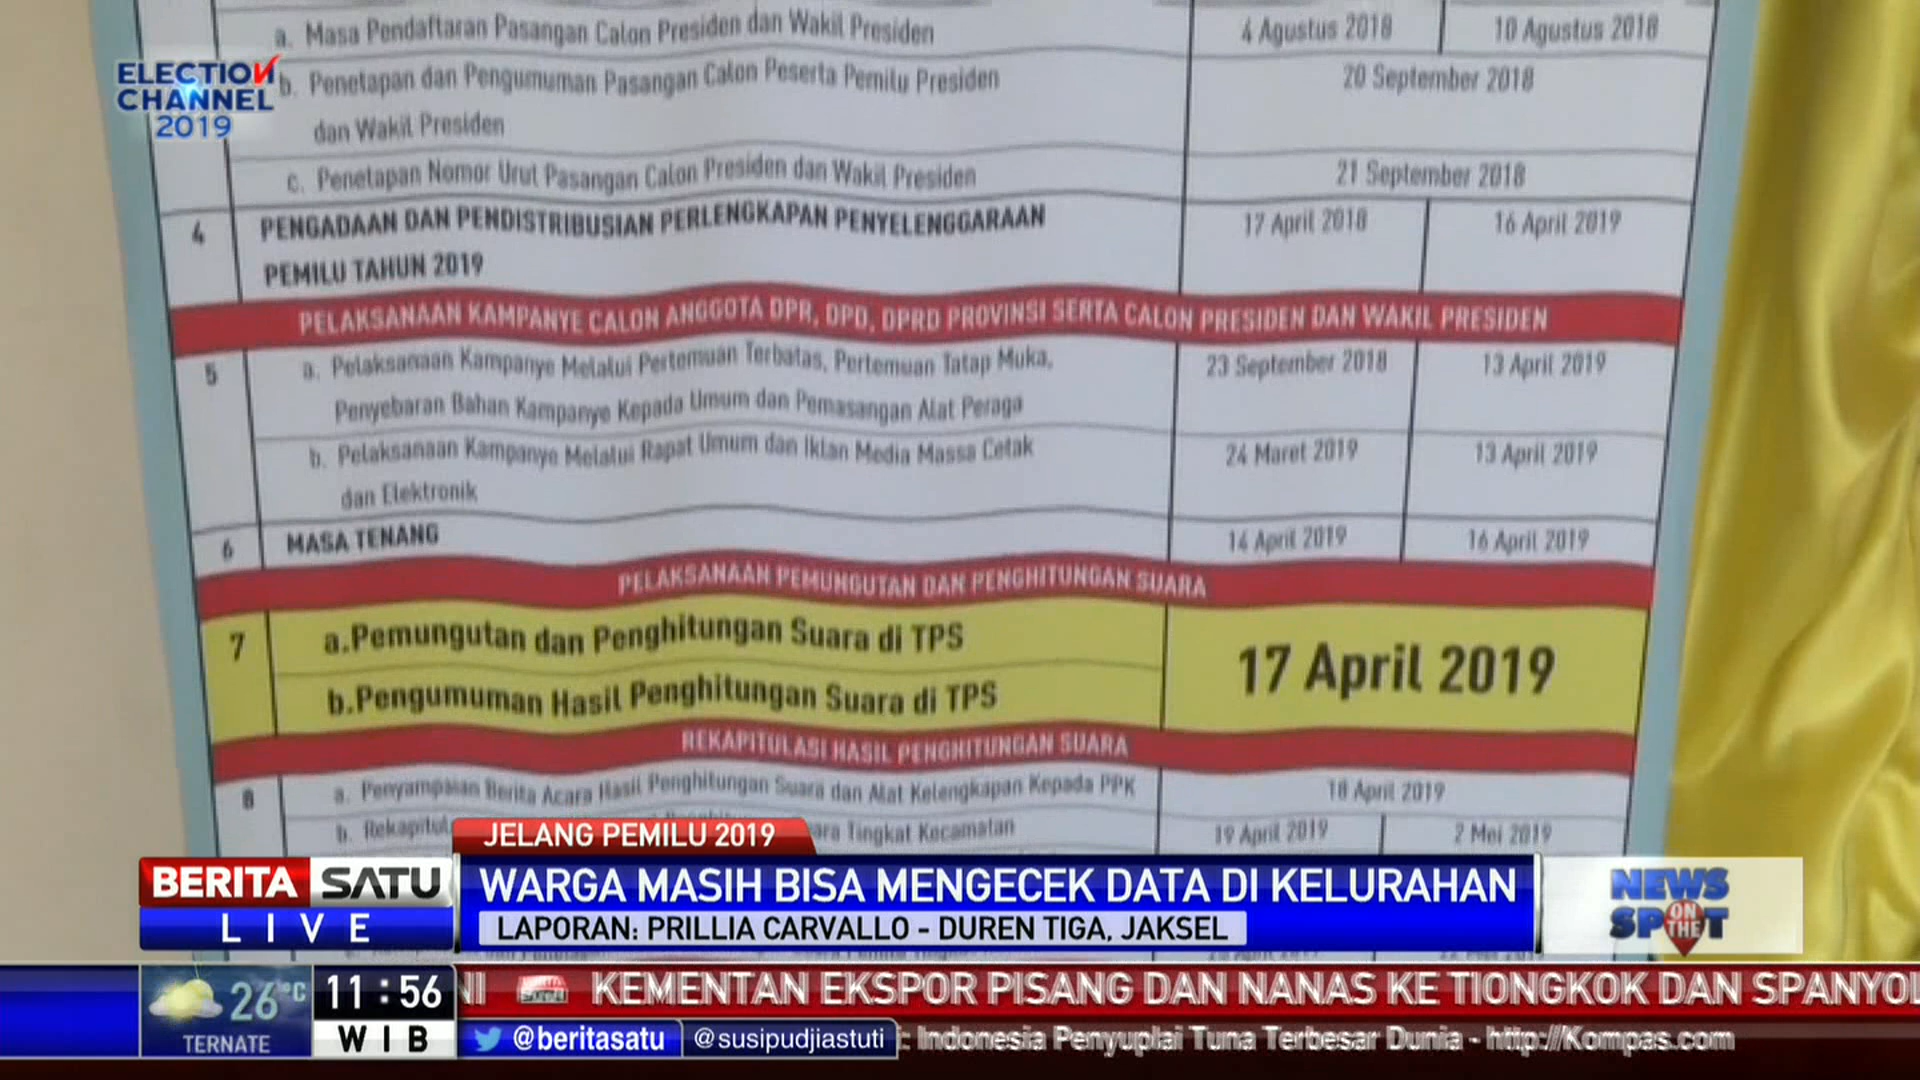 a. Masa Pendaftaran Pasangan Calon Presiden dan Wakil Presiden 4 Agustus 2018 10 Agustus 2018
ELECTION
CHANNEL
2019
b. Penetapan dan Pengumuman Pasangan Calon Peserta Pemilu Presiden 20 September 2018
dan Wakil Presiden
c. Penetapan Nomor Urut Pasangan Calon Presiden dan Wakil Presiden 21 September 2018
4 PENGADAAN DAN PENDISTRIBUSIAN PERLENGKAPAN PENYELENGGARAAN 17 April 2018 16 April 2019
PEMILU TAHUN 2019
PELAKSANAAN KAMPANYE CALON ANGGOTA DPR, DPD, DPRD PROVINSI SERTA CALON PRESIDEN DAN WAKIL PRESIDEN
5 a. Pelaksanaan Kampanye Melalui Pertemuan Terbatas, Pertemuan Tatap Muka, 23 September 2018 13 April 2019
Penyebaran Bahan Kampanye Kepada Umum dan Pemasangan Alat Peraga
b. Pelaksanaan Kampanye Melalui Rapat Umum dan Iklan Media Massa Cetak 24 Maret 2019 13 April 2019
dan Elektronik
6 MASA TENANG 14 April 2019 16 April 2019
PELAKSANAAN PEMUNGUTAN DAN PENGHITUNGAN SUARA
7 a.Pemungutan dan Penghitungan Suara di TPS
17 April 2019
b.Pengumuman Hasil Penghitungan Suara di TPS
REKAPITULASI HASIL PENGHITUNGAN SUARA
8 a. Penyampaian Berita Acara Hasil Penghitungan Suara dan Alat Kelengkapan Kepada PPK 18 April 2019
b. Rekapitul ara Tingkat Kecamatan 19 April 2019 2 Mei 2019
JELANG PEMILU 2019
BERITA SATU
LIVE
WARGA MASIH BISA MENGECEK DATA DI KELURAHAN
LAPORAN: PRILLIA CARVALLO - DUREN TIGA, JAKSEL
NEWS
ON THE
SPOT
26°C
TERNATE
11:56
WIB
NI KEMENTAN EKSPOR PISANG DAN NANAS KE TIONGKOK DAN SPANYOL
@beritasatu @susipudjiastuti : Indonesia Penyuplai Tuna Terbesar Dunia - http://Kompas.com